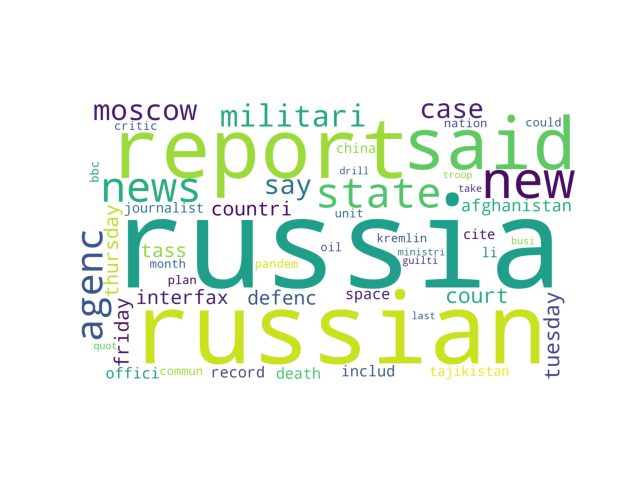 moscow militari case
critic nation could
report said
china
bbc drill troop
news say state new
take
journalist countri unit afghanistan
russia
agenc thursday
tass oil kremlin cite li busi
month pandem ministri guilti
plan
interfax defenc space court
friday russian tuesday
last
quot
offici commun record death includ tajikistan